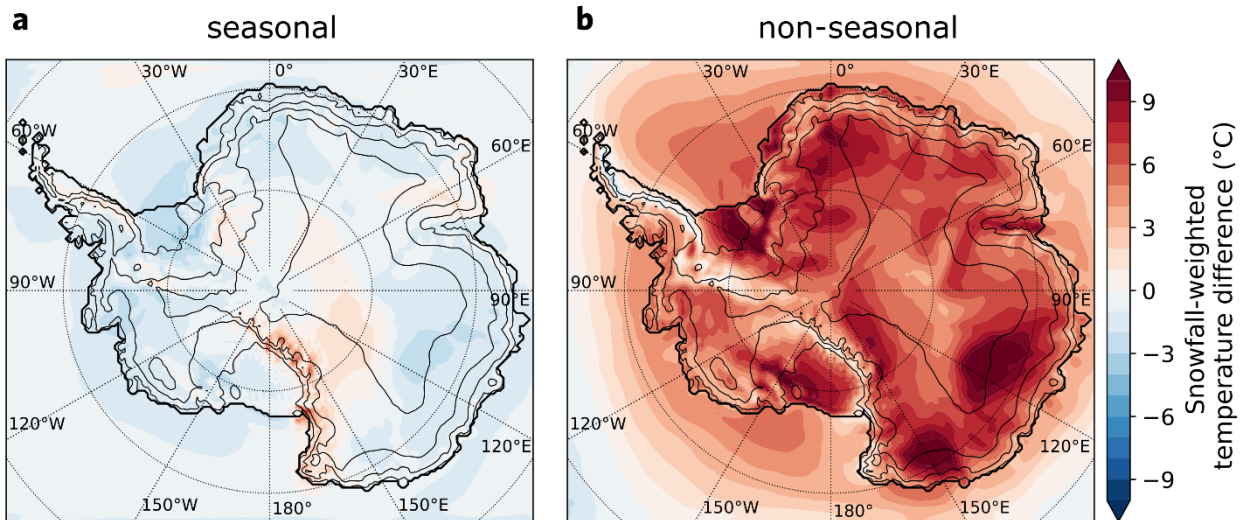 a
seasonal
b
non-seasonal
30°W
0°
30°E
60°W
60°E
90°W
90°E
120°W
120°E
150°W
180°
150°E
30°W
0°
30°E
60°W
60°E
90°W
90°E
120°W
120°E
150°W
180°
150°E
9
6
3
0
−3
−6
−9
Snowfall-weighted
temperature difference (°C)